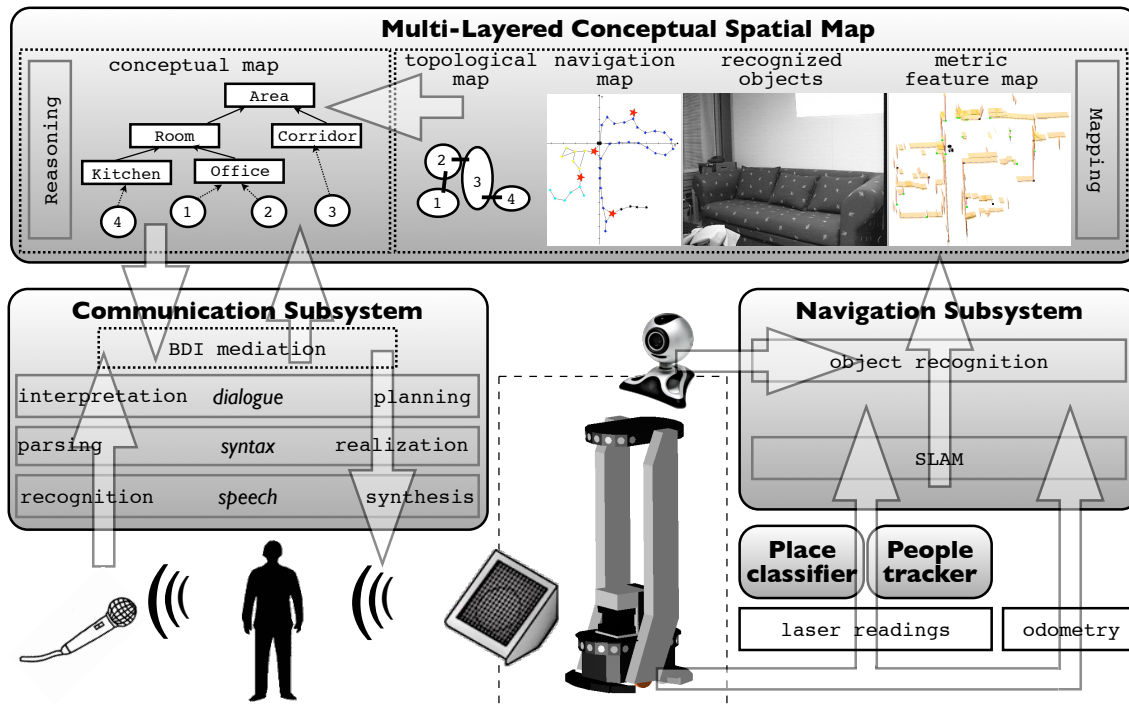 Multi-Layered Conceptual Spatial Map
Reasoning
conceptual map
Area
Room
Corridor
Kitchen
Office
4
1
2
3
topological
map
2
1
3
4
navigation
map
recognized
objects
metric
feature map
Mapping
Communication Subsystem
BDI mediation
interpretation dialogue planning
parsing syntax realization
recognition speech synthesis
Navigation Subsystem
object recognition
SLAM
Place
classifier
People
tracker
laser readings
odometry